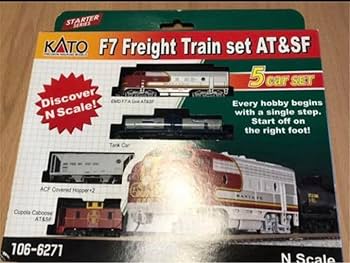 STARTER
SERIES
KATO
F7 Freight Train set AT&SF
5 car SET
Discover
N Scale!
EMD F7 A Unit AT&SF
Every hobby begins
with a single step.
Start off on
the right foot!
Tank Car
ACF Covered Hopper×2
SANTA FE
Cupola Caboose
AT&SF
106-6271
N Scale